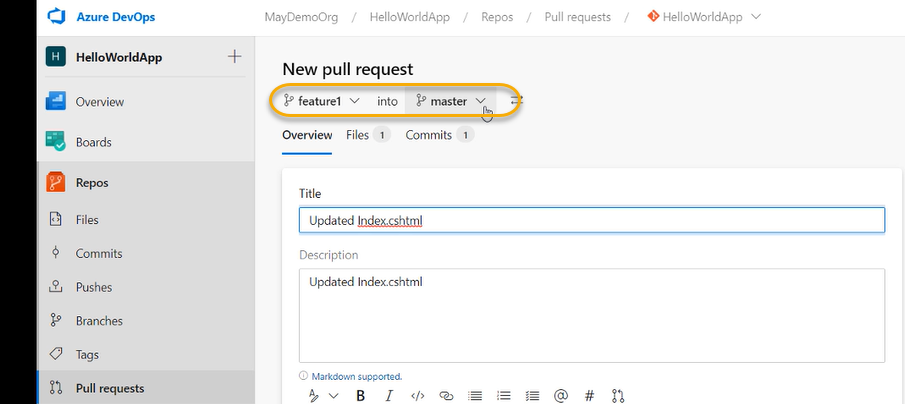 Azure DevOps
MayDemoOrg / HelloWorldApp / Repos / Pull requests / HelloWorldApp
H HelloWorldApp
Overview
Boards
Repos
Files
Commits
Pushes
Branches
Tags
Pull requests
New pull request
feature1 into master
Overview Files 1 Commits 1
Title
Updated Index.cshtml
Description
Updated Index.cshtml
Markdown supported.
A B I </> @ #